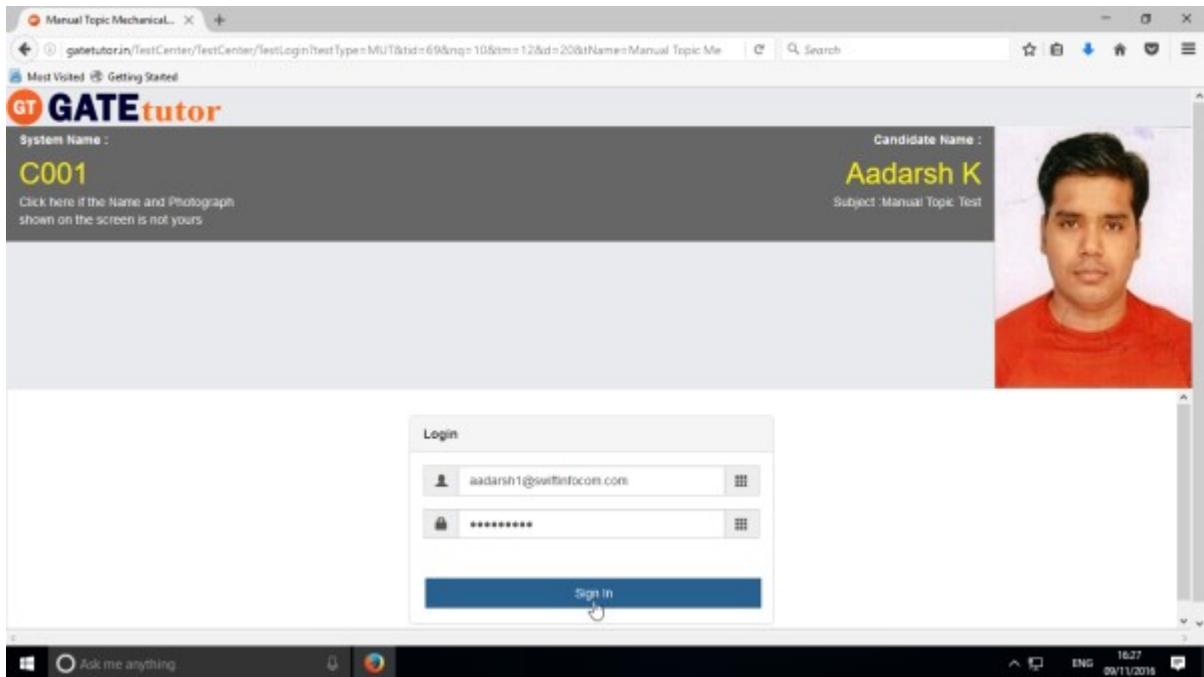 Manual Topic Mechanical...
gatetutor.in/TestCenter/TestCenter/TestLogin?testType=MUT&tid=69&nq=10&tm=12&d=20&tName=Manual Topic Me
Search
Most Visited
Getting Started
GT GATEtutor
System Name :
C001
Click here if the Name and Photograph
shown on the screen is not yours
Candidate Name :
Aadarsh K
Subject :Manual Topic Test
Login
aadarsh1@swiftinfocom.com
Sign In
Ask me anything
ENG
16:27
09/11/2016